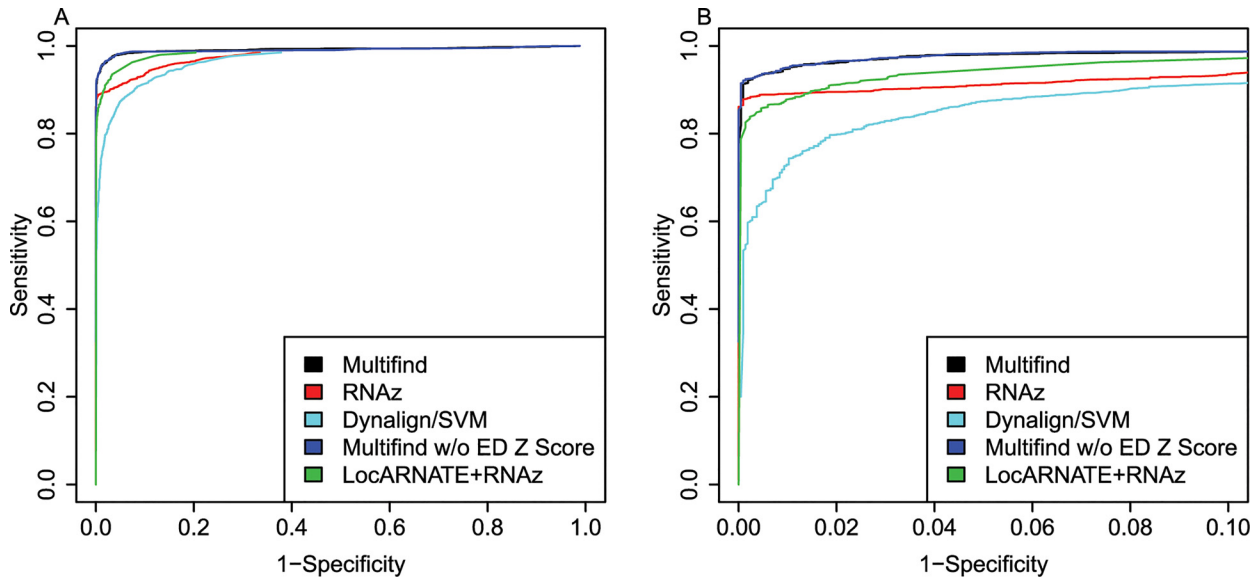 A
Sensitivity
0.0
0.2
0.4
0.6
0.8
1.0
0.0
0.2
0.4
0.6
0.8
1.0
1−Specificity
Multifind
RNAz
Dynalign/SVM
Multifind w/o ED Z Score
LocARNATE+RNAz
B
Sensitivity
0.0
0.2
0.4
0.6
0.8
1.0
0.00
0.02
0.04
0.06
0.08
0.10
1−Specificity
Multifind
RNAz
Dynalign/SVM
Multifind w/o ED Z Score
LocARNATE+RNAz